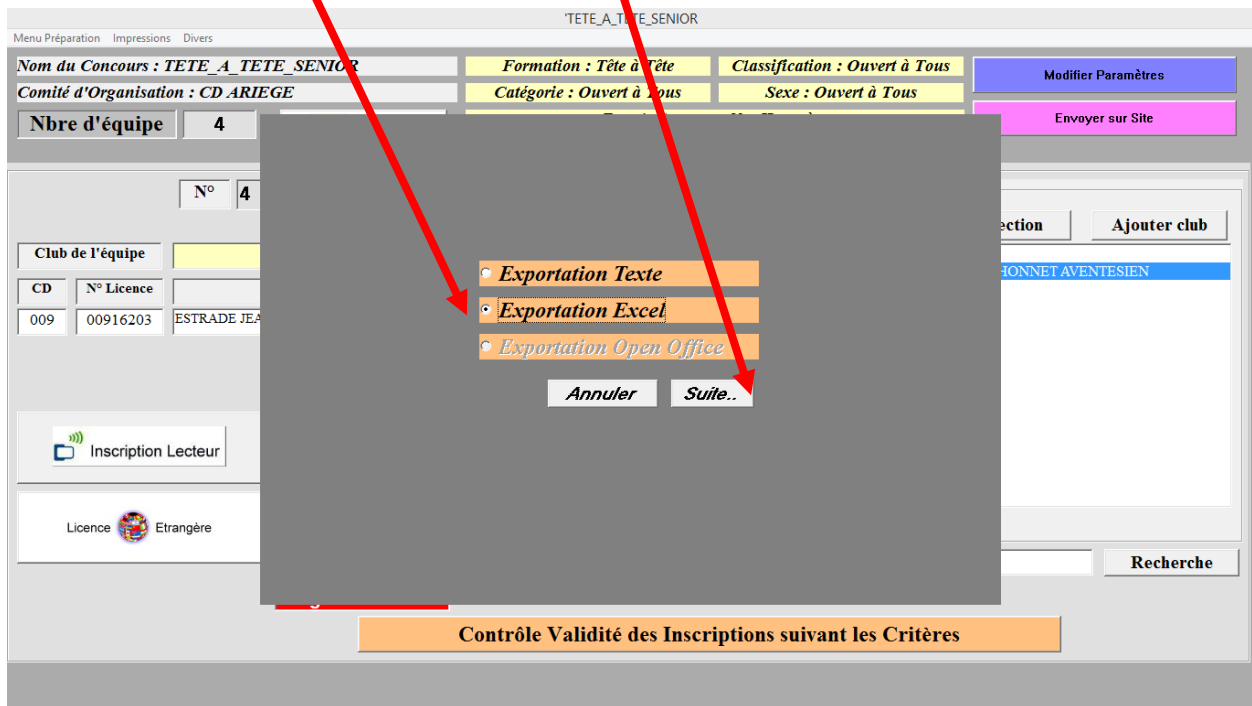 'TETE_A_TETE_SENIOR
Menu Préparation Impressions Divers
Nom du Concours : TETE_A_TETE_SENIOR
Formation : Tête à Tête
Classification : Ouvert à Tous
Modifier Paramètres
Comité d'Organisation : CD ARIEGE
Catégorie : Ouvert à Tous
Sexe : Ouvert à Tous
Nbre d'équipe 4
Envoyer sur Site
N° 4
Ajouter club
Club de l'équipe
HONNET AVENTESIEN
CD N° Licence
009 00916203 ESTRADE JEA
Exportation Texte
Exportation Excel
Exportation Open Office
Annuler Suite..
Inscription Lecteur
Licence Etrangère
Recherche
Contrôle Validité des Inscriptions suivant les Critères